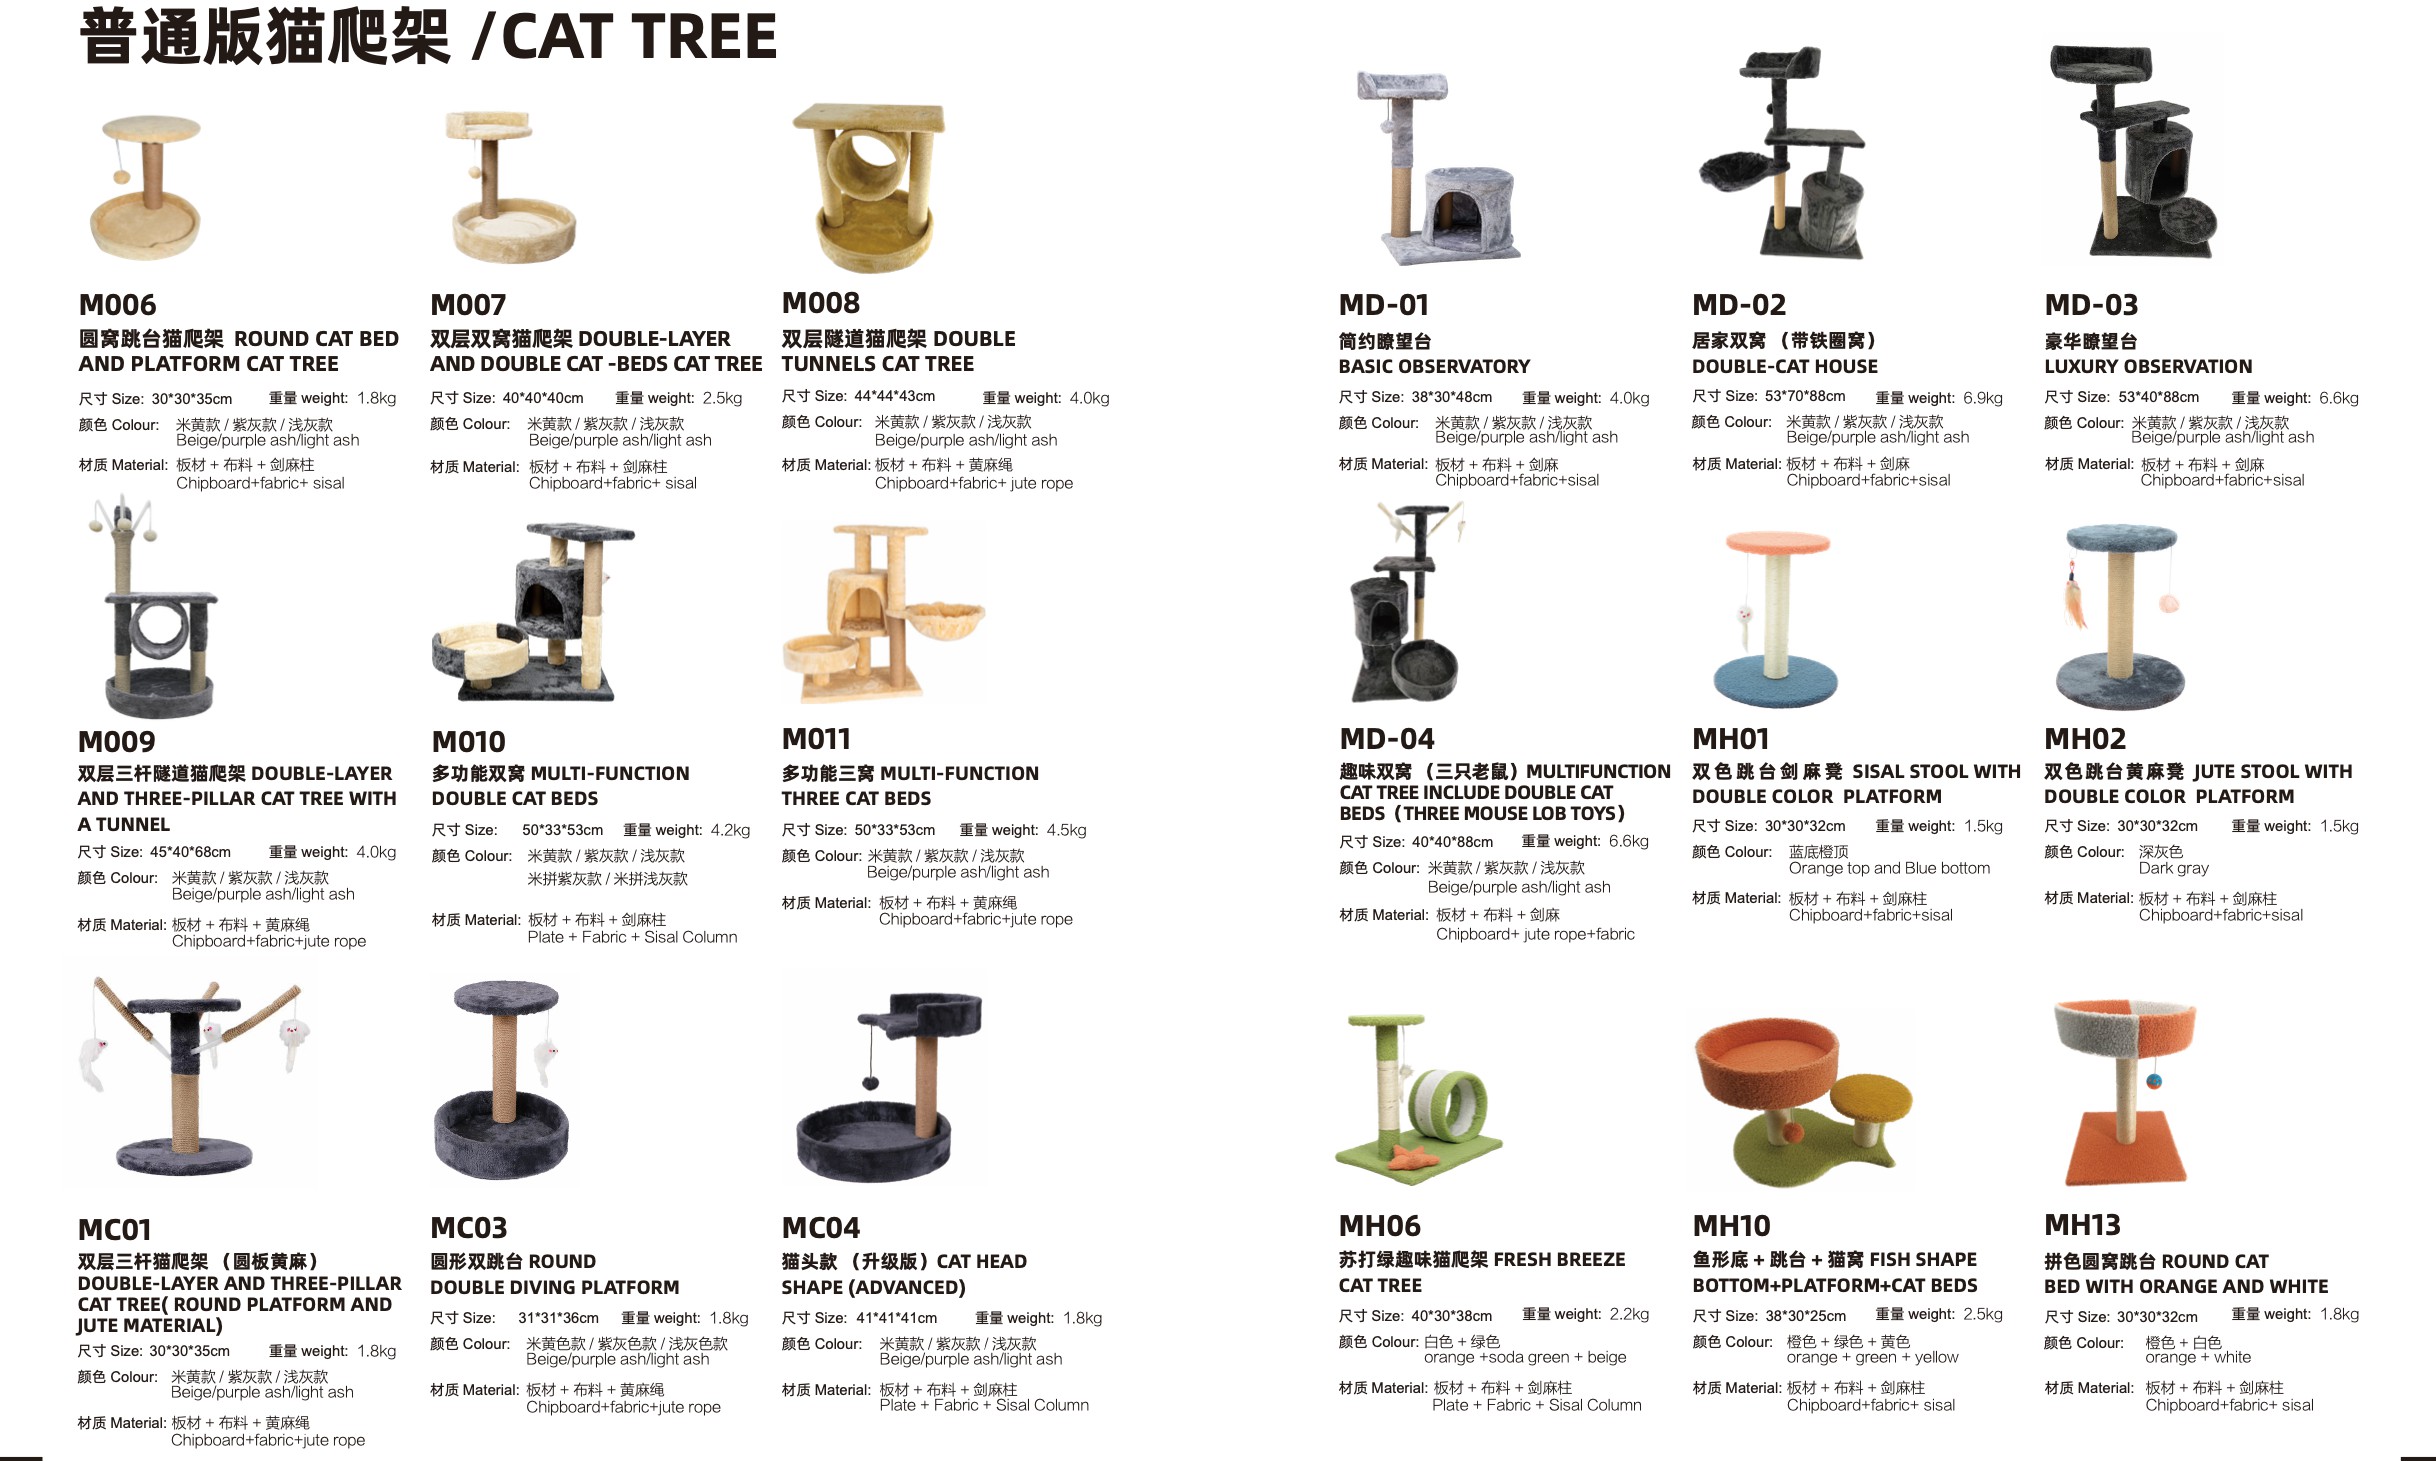 普通版猫爬架 /CAT TREE
M006
圆窝跳台猫爬架 ROUND CAT BED
AND PLATFORM CAT TREE
尺寸 Size: 30*30*35cm 重量 weight: 1.8kg
颜色 Colour: 米黄款 / 紫灰款 / 浅灰款
Beige/purple ash/light ash
材质 Material: 板材 + 布料 + 剑麻柱
Chipboard+fabric+ sisal
M007
双层双窝猫爬架 DOUBLE-LAYER
AND DOUBLE CAT -BEDS CAT TREE
尺寸 Size: 40*40*40cm 重量 weight: 2.5kg
颜色 Colour: 米黄款 / 紫灰款 / 浅灰款
Beige/purple ash/light ash
材质 Material: 板材 + 布料 + 剑麻柱
Chipboard+fabric+ sisal
M008
双层隧道猫爬架 DOUBLE
TUNNELS CAT TREE
尺寸 Size: 44*44*43cm 重量 weight: 4.0kg
颜色 Colour: 米黄款 / 紫灰款 / 浅灰款
Beige/purple ash/light ash
材质 Material: 板材 + 布料 + 黄麻绳
Chipboard+fabric+ jute rope
MD-01
简约瞭望台
BASIC OBSERVATORY
尺寸 Size: 38*30*48cm 重量 weight: 4.0kg
颜色 Colour: 米黄款 / 紫灰款 / 浅灰款
Beige/purple ash/light ash
材质 Material: 板材 + 布料 + 剑麻
Chipboard+fabric+sisal
MD-02
居家双窝（带铁圈窝）
DOUBLE-CAT HOUSE
尺寸 Size: 53*70*88cm 重量 weight: 6.9kg
颜色 Colour: 米黄款 / 紫灰款 / 浅灰款
Beige/purple ash/light ash
材质 Material: 板材 + 布料 + 剑麻
Chipboard+fabric+sisal
MD-03
豪华瞭望台
LUXURY OBSERVATION
尺寸 Size: 53*40*88cm 重量 weight: 6.6kg
颜色 Colour: 米黄款 / 紫灰款 / 浅灰款
Beige/purple ash/light ash
材质 Material: 板材 + 布料 + 剑麻
Chipboard+fabric+sisal
M009
双层三杆隧道猫爬架 DOUBLE-LAYER
AND THREE-PILLAR CAT TREE WITH
A TUNNEL
尺寸 Size: 45*40*68cm 重量 weight: 4.0kg
颜色 Colour: 米黄款 / 紫灰款 / 浅灰款
Beige/purple ash/light ash
材质 Material: 板材 + 布料 + 黄麻绳
Chipboard+fabric+jute rope
M010
多功能双窝 MULTI-FUNCTION
DOUBLE CAT BEDS
尺寸 Size: 50*33*53cm 重量 weight: 4.2kg
颜色 Colour: 米黄款 / 紫灰款 / 浅灰款
米拼紫灰款 / 米拼浅灰款
材质 Material: 板材 + 布料 + 剑麻柱
Plate + Fabric + Sisal Column
M011
多功能三窝 MULTI-FUNCTION
THREE CAT BEDS
尺寸 Size: 50*33*53cm 重量 weight: 4.5kg
颜色 Colour: 米黄款 / 紫灰款 / 浅灰款
Beige/purple ash/light ash
材质 Material: 板材 + 布料 + 黄麻绳
Chipboard+fabric+jute rope
MD-04
趣味双窝（三只老鼠）MULTIFUNCTION
CAT TREE INCLUDE DOUBLE CAT
BEDS（THREE MOUSE LOB TOYS）
尺寸 Size: 40*40*88cm 重量 weight: 6.6kg
颜色 Colour: 米黄款 / 紫灰款 / 浅灰款
Beige/purple ash/light ash
材质 Material: 板材 + 布料 + 剑麻
Chipboard+ jute rope+fabric
MH01
双色跳台剑麻凳 SISAL STOOL WITH
DOUBLE COLOR PLATFORM
尺寸 Size: 30*30*32cm 重量 weight: 1.5kg
颜色 Colour: 蓝底橙顶
Orange top and Blue bottom
材质 Material: 板材 + 布料 + 剑麻柱
Chipboard+fabric+sisal
MH02
双色跳台黄麻凳 JUTE STOOL WITH
DOUBLE COLOR PLATFORM
尺寸 Size: 30*30*32cm 重量 weight: 1.5kg
颜色 Colour: 深灰色
Dark gray
材质 Material: 板材 + 布料 + 剑麻柱
Chipboard+fabric+sisal
MC01
双层三杆猫爬架（圆板黄麻）
DOUBLE-LAYER AND THREE-PILLAR
CAT TREE( ROUND PLATFORM AND
JUTE MATERIAL)
尺寸 Size: 30*30*35cm 重量 weight: 1.8kg
颜色 Colour: 米黄款 / 紫灰款 / 浅灰款
Beige/purple ash/light ash
材质 Material: 板材 + 布料 + 黄麻绳
Chipboard+fabric+jute rope
MC03
圆形双跳台 ROUND
DOUBLE DIVING PLATFORM
尺寸 Size: 31*31*36cm 重量 weight: 1.8kg
颜色 Colour: 米黄色款 / 紫灰色款 / 浅灰色款
Beige/purple ash/light ash
材质 Material: 板材 + 布料 + 黄麻绳
Chipboard+fabric+jute rope
MC04
猫头款（升级版）CAT HEAD
SHAPE (ADVANCED)
尺寸 Size: 41*41*41cm 重量 weight: 1.8kg
颜色 Colour: 米黄款 / 紫灰款 / 浅灰款
Beige/purple ash/light ash
材质 Material: 板材 + 布料 + 剑麻柱
Plate + Fabric + Sisal Column
MH06
苏打绿趣味猫爬架 FRESH BREEZE
CAT TREE
尺寸 Size: 40*30*38cm 重量 weight: 2.2kg
颜色 Colour: 白色 + 绿色
orange +soda green + beige
材质 Material: 板材 + 布料 + 剑麻柱
Plate + Fabric + Sisal Column
MH10
鱼形底 + 跳台 + 猫窝 FISH SHAPE
BOTTOM+PLATFORM+CAT BEDS
尺寸 Size: 38*30*25cm 重量 weight: 2.5kg
颜色 Colour: 橙色 + 绿色 + 黄色
orange + green + yellow
材质 Material: 板材 + 布料 + 剑麻柱
Chipboard+fabric+ sisal
MH13
拼色圆窝跳台 ROUND CAT
BED WITH ORANGE AND WHITE
尺寸 Size: 30*30*32cm 重量 weight: 1.8kg
颜色 Colour: 橙色 + 白色
orange + white
材质 Material: 板材 + 布料 + 剑麻柱
Chipboard+fabric+ sisal